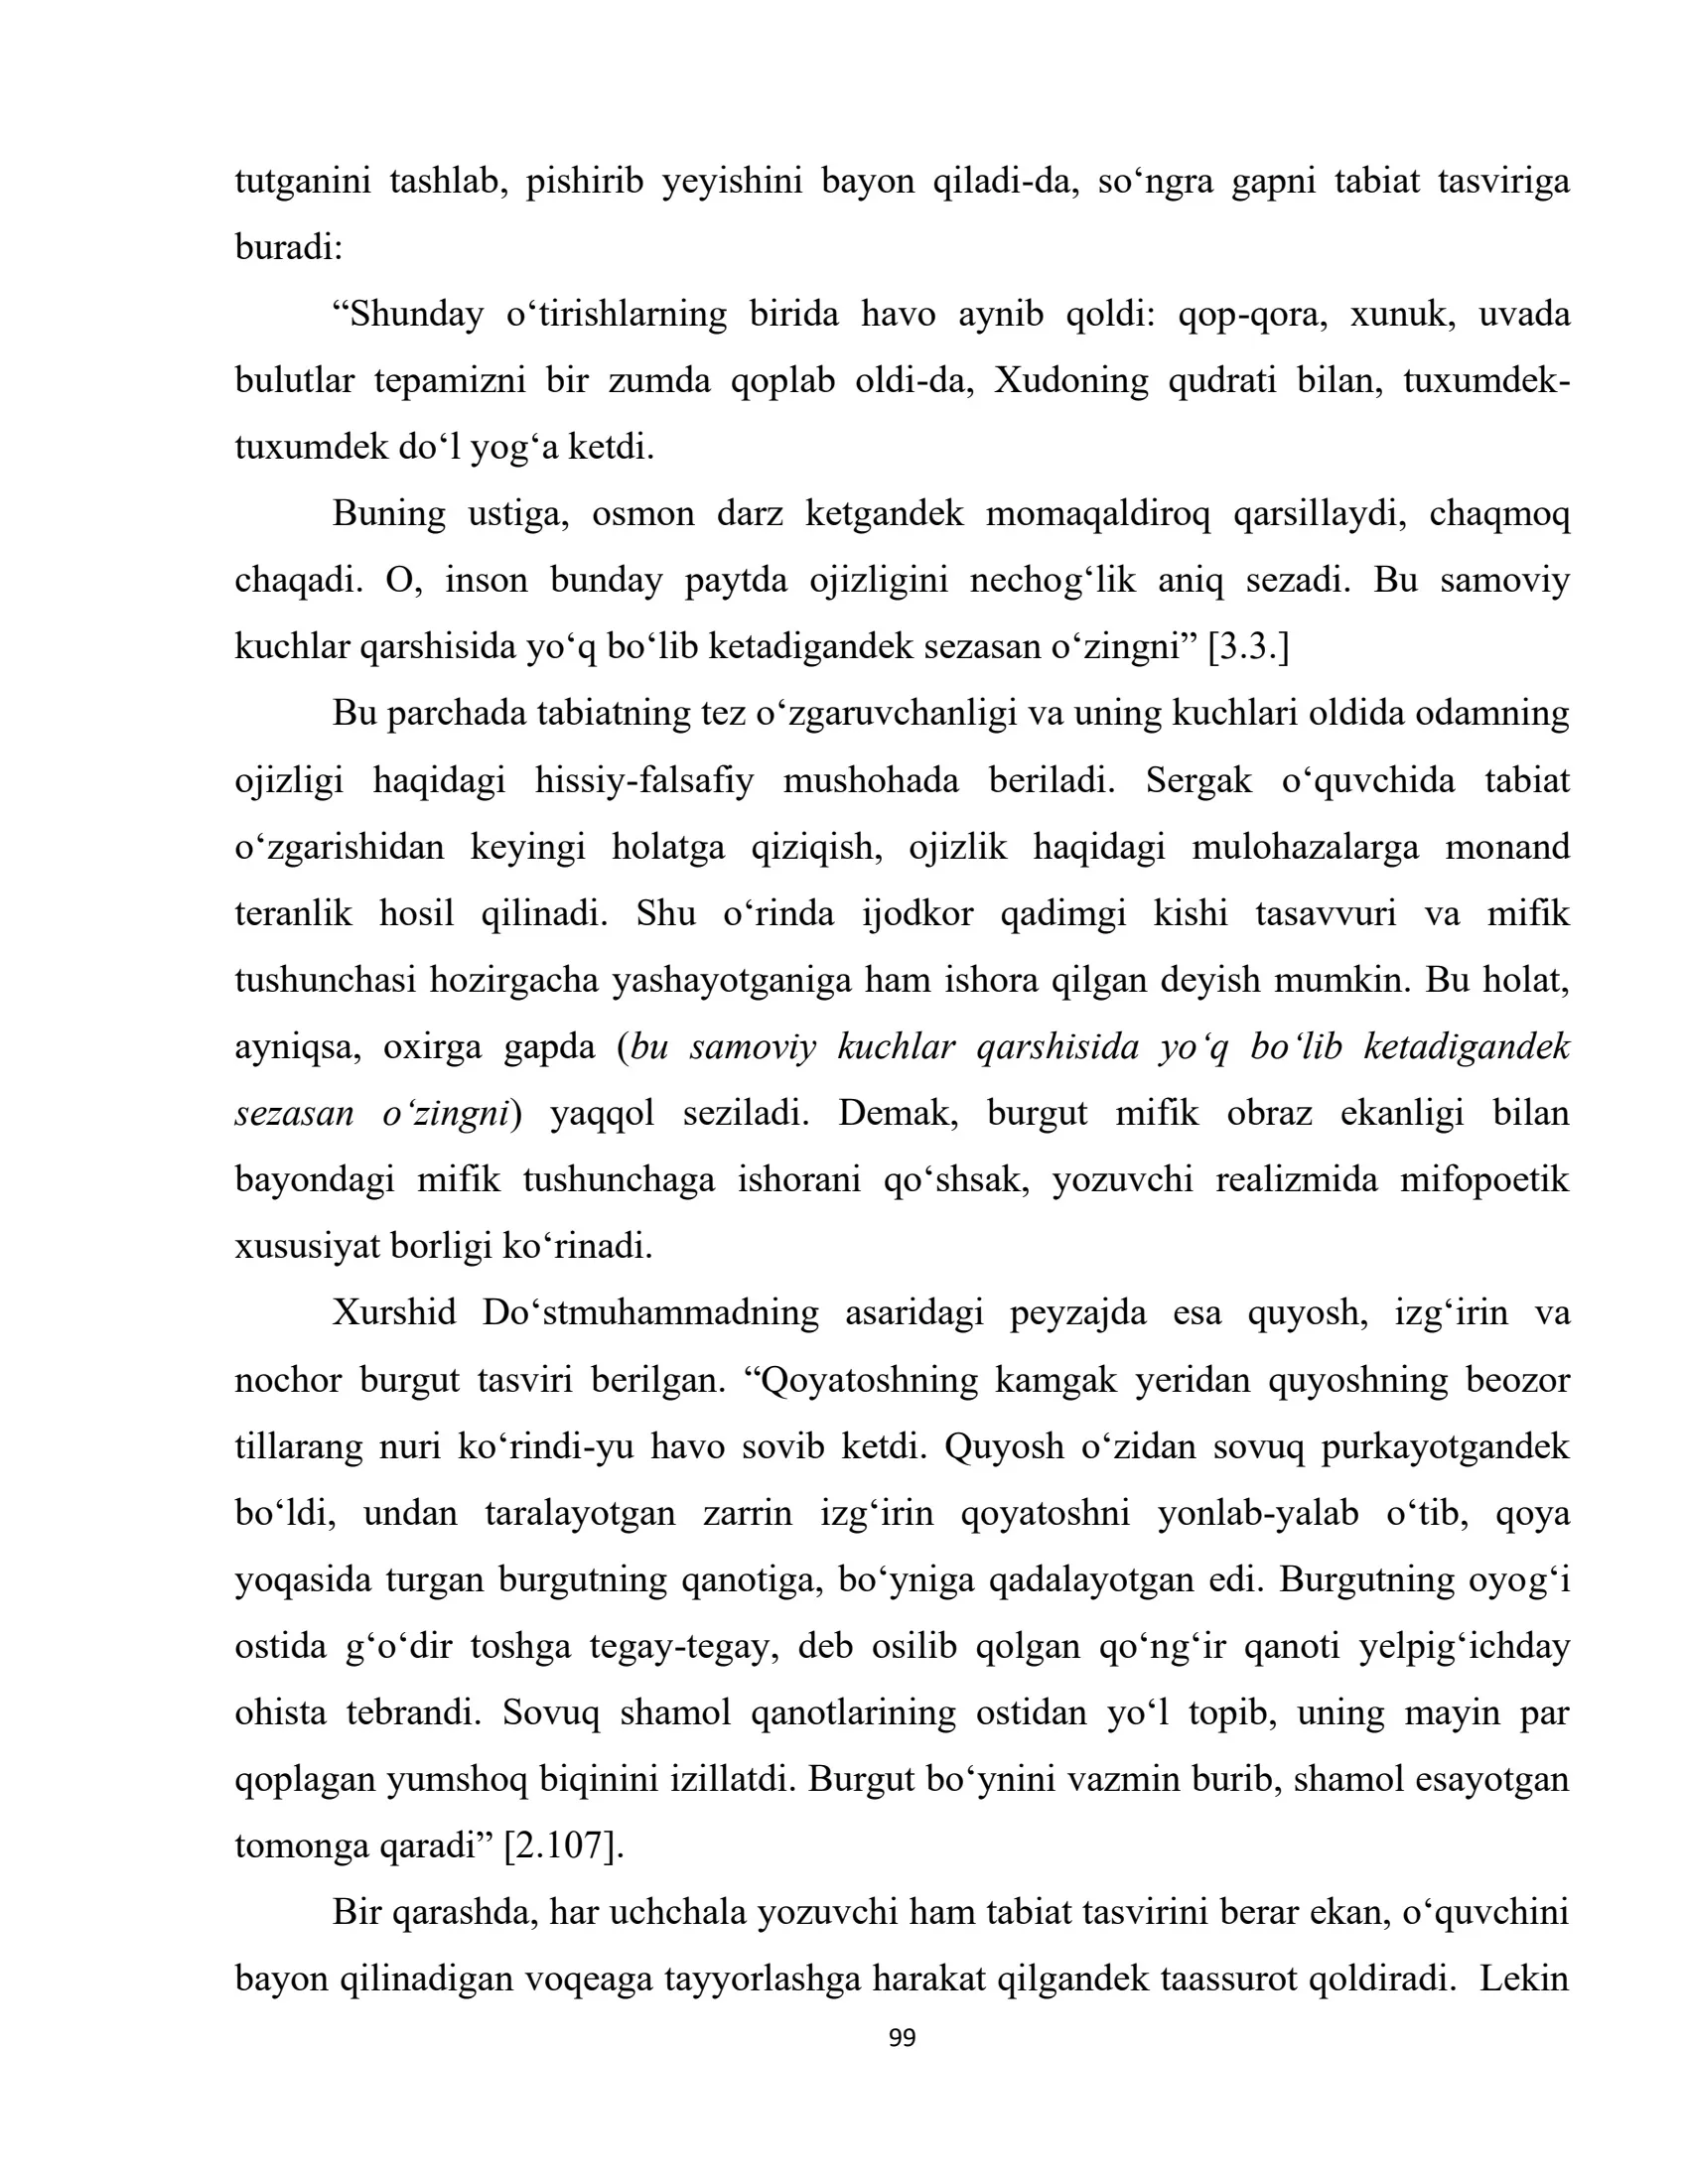 tutganini tashlab, pishirib yeyishini bayon qiladi-da, so‘ngra gapni tabiat tasviriga
buradi:
“Shunday o‘tirishlarning birida havo aynib qoldi: qop-qora, xunuk, uvada
bulutlar tepamizni bir zumda qoplab oldi-da, Xudoning qudrati bilan, tuxumdek-
tuxumdek do‘l yog‘a ketdi.
Buning ustiga, osmon darz ketgandek momaqaldiroq qarsillaydi, chaqmoq
chaqadi. O, inson bunday paytda ojizligini nechog‘lik aniq sezadi. Bu samoviy
kuchlar qarshisida yo‘q bo‘lib ketadigandek sezasan o‘zingni” [3.3.]
Bu parchada tabiatning tez o‘zgaruvchanligi va uning kuchlari oldida odamning
ojizligi haqidagi hissiy-falsafiy mushohada beriladi. Sergak o‘quvchida tabiat
o‘zgarishidan keyingi holatga qiziqish, ojizlik haqidagi mulohazalarga monand
teranlik hosil qilinadi. Shu o‘rinda ijodkor qadimgi kishi tasavvuri va mifik
tushunchasi hozirgacha yashayotganiga ham ishora qilgan deyish mumkin. Bu holat,
ayniqsa, oxirga gapda (bu samoviy kuchlar qarshisida yo‘q bo‘lib ketadigandek
sezasan o‘zingni) yaqqol seziladi. Demak, burgut mifik obraz ekanligi bilan
bayondagi mifik tushunchaga ishorani qo‘shsak, yozuvchi realizmida mifopoetik
xususiyat borligi ko‘rinadi.
Xurshid Do‘stmuhammadning asaridagi peyzajda esa quyosh, izg‘irin va
nochor burgut tasviri berilgan. “Qoyatoshning kamgak yeridan quyoshning beozor
tillarang nuri ko‘rindi-yu havo sovib ketdi. Quyosh o‘zidan sovuq purkayotgandek
bo‘ldi, undan taralayotgan zarrin izg‘irin qoyatoshni yonlab-yalab o‘tib, qoya
yoqasida turgan burgutning qanotiga, bo‘yniga qadalayotgan edi. Burgutning oyog‘i
ostida g‘o‘dir toshga tegay-tegay, deb osilib qolgan qo‘ng‘ir qanoti yelpig‘ichday
ohista tebrandi. Sovuq shamol qanotlarining ostidan yo‘l topib, uning mayin par
qoplagan yumshoq biqinini izillatdi. Burgut bo‘ynini vazmin burib, shamol esayotgan
tomonga qaradi” [2.107].
Bir qarashda, har uchchala yozuvchi ham tabiat tasvirini berar ekan, o‘quvchini
bayon qilinadigan voqeaga tayyorlashga harakat qilgandek taassurot qoldiradi.  Lekin
99